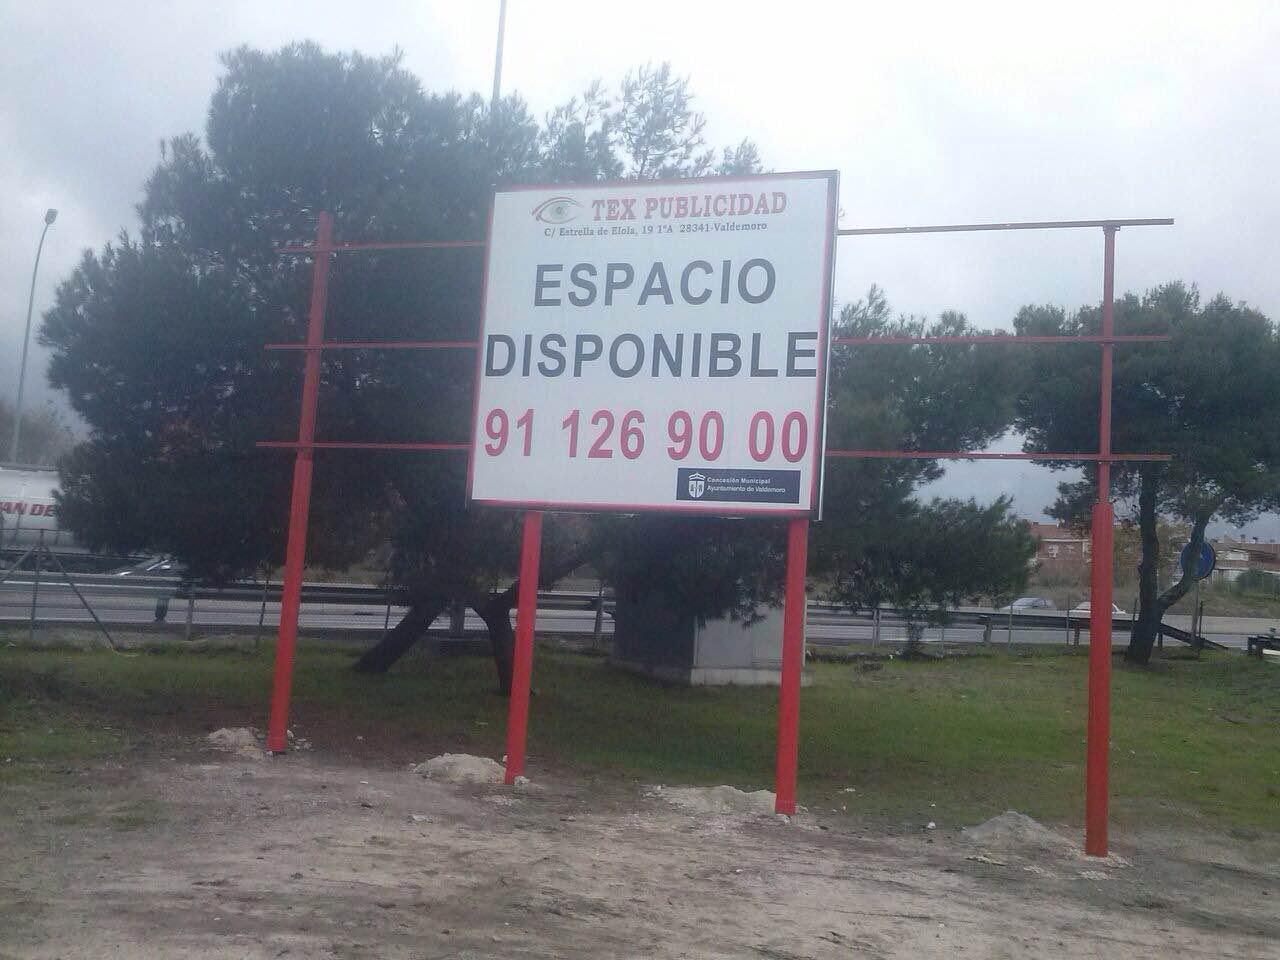 TEX PUBLICIDAD
C/ Estrella de Elola, 19 1ºA 28341-Valdemoro
ESPACIO
DISPONIBLE
91 126 90 00
Concesión Municipal
Ayuntamiento de Valdemoro